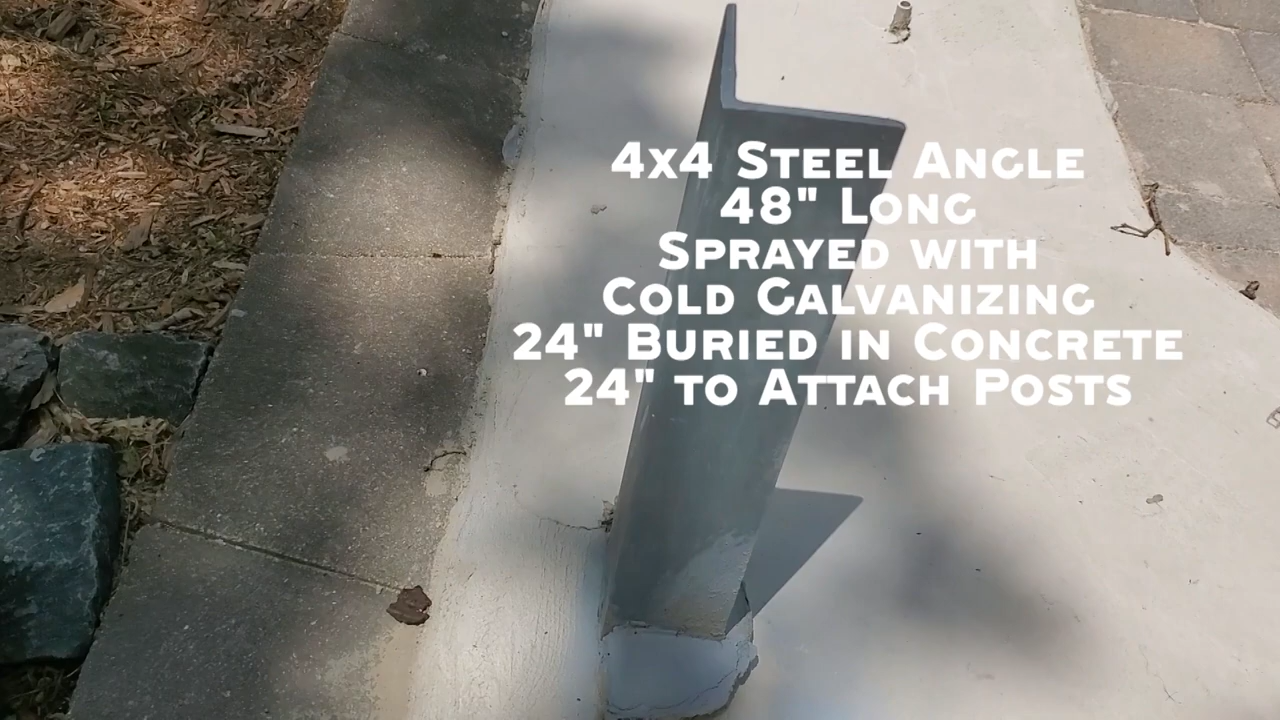 4x4 Steel Angle
48" Long
Sprayed with
Cold Galvanizing
24" Buried in Concrete
24" to Attach Posts